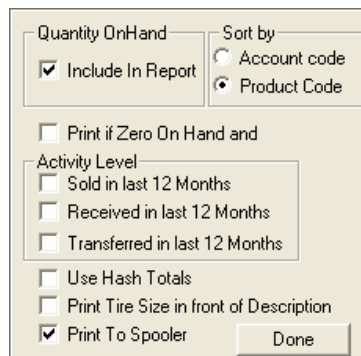 Quantity OnHand
Include In Report
Sort by
Account code
Product Code
Print if Zero On Hand and
Activity Level
Sold in last 12 Months
Received in last 12 Months
Transferred in last 12 Months
Use Hash Totals
Print Tire Size in front of Description
Print To Spooler
Done